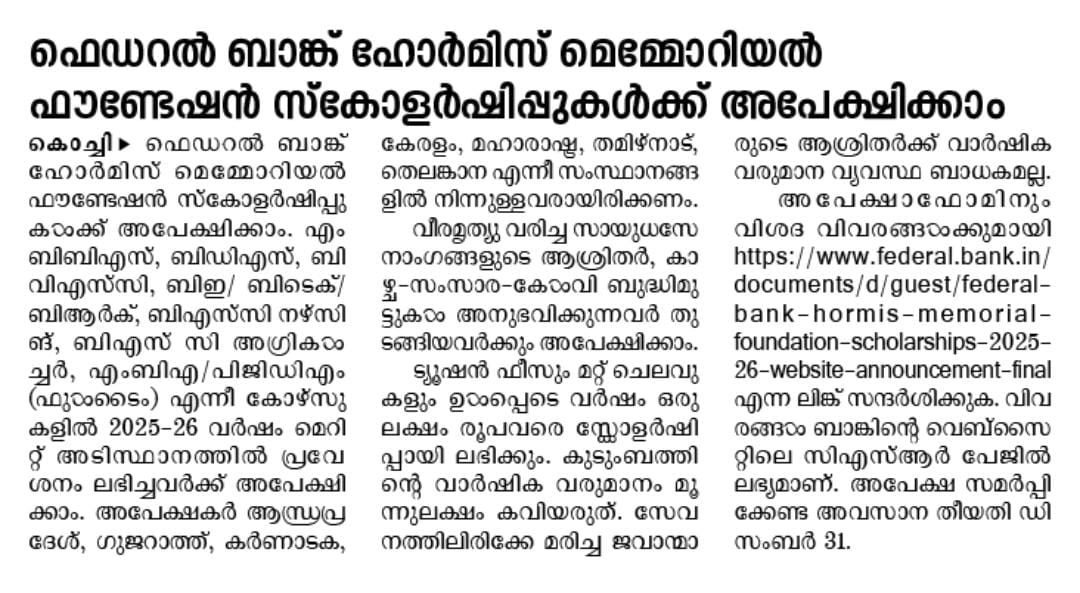 ഫെഡറൽ ബാങ്ക് ഹോർമിസ് മെമ്മോറിയൽ
ഫൗണ്ടേഷൻ സ്കോളർഷിപ്പുകൾക്ക് അപേക്ഷിക്കാം
കൊച്ചി ▸ ഫെഡറൽ ബാങ്ക്
ഹോർമിസ് മെമ്മോറിയൽ
ഫൗണ്ടേഷൻ സ്കോളർഷിപ്പു
കൾക്ക് അപേക്ഷിക്കാം. എം
ബിബിഎസ്, ബിഡിഎസ്, ബി
വിഎസ്‌സി, ബിഇ/ ബിടെക്/
ബിആർക്, ബിഎസ്‌സി നഴ്സി
ങ്, ബിഎസ് സി അഗ്രികൾ
ച്ചർ, എംബിഎ/പിജിഡിഎം
(ഫുൾടൈം) എന്നീ കോഴ്സു
കളിൽ 2025-26 വർഷം മെറി
റ്റ് അടിസ്ഥാനത്തിൽ പ്രവേ
ശനം ലഭിച്ചവർക്ക് അപേക്ഷി
ക്കാം. അപേക്ഷകർ ആന്ധ്രപ്ര
ദേശ്, ഗുജറാത്ത്, കർണാടക,
കേരളം, മഹാരാഷ്ട്ര, തമിഴ്നാട്,
തെലങ്കാന എന്നീ സംസ്ഥാനങ്ങ
ളിൽ നിന്നുള്ളവരായിരിക്കണം.
വീരമൃത്യു വരിച്ച സായുധസേ
നാംഗങ്ങളുടെ ആശ്രിതർ, കാ
ഴ്ച-സംസാര-കേൾവി ബുദ്ധിമു
ട്ടുകൾ അനുഭവിക്കുന്നവർ തു
ടങ്ങിയവർക്കും അപേക്ഷിക്കാം.
ട്യൂഷൻ ഫീസും മറ്റ് ചെലവു
കളും ഉൾപ്പെടെ വർഷം ഒരു
ലക്ഷം രൂപവരെ സ്കോളർഷി
പ്പായി ലഭിക്കും. കുടുംബത്തി
ന്റെ വാർഷിക വരുമാനം മൂ
ന്നുലക്ഷം കവിയരുത്. സേവ
നത്തിലിരിക്കേ മരിച്ച ജവാന്മാ
രുടെ ആശ്രിതർക്ക് വാർഷിക
വരുമാന വ്യവസ്ഥ ബാധകമല്ല.
അപേക്ഷാഫോമിനും
വിശദ വിവരങ്ങൾക്കുമായി
https://www.federal.bank.in/
documents/d/guest/federal-
bank-hormis-memorial-
foundation-scholarships-2025-
26-website-announcement-final
എന്ന ലിങ്ക് സന്ദർശിക്കുക. വിവ
രങ്ങൾ ബാങ്കിന്റെ വെബ്സൈ
റ്റിലെ സിഎസ്ആർ പേജിൽ
ലഭ്യമാണ്. അപേക്ഷ സമർപ്പി
ക്കേണ്ട അവസാന തീയതി ഡി
സംബർ 31.